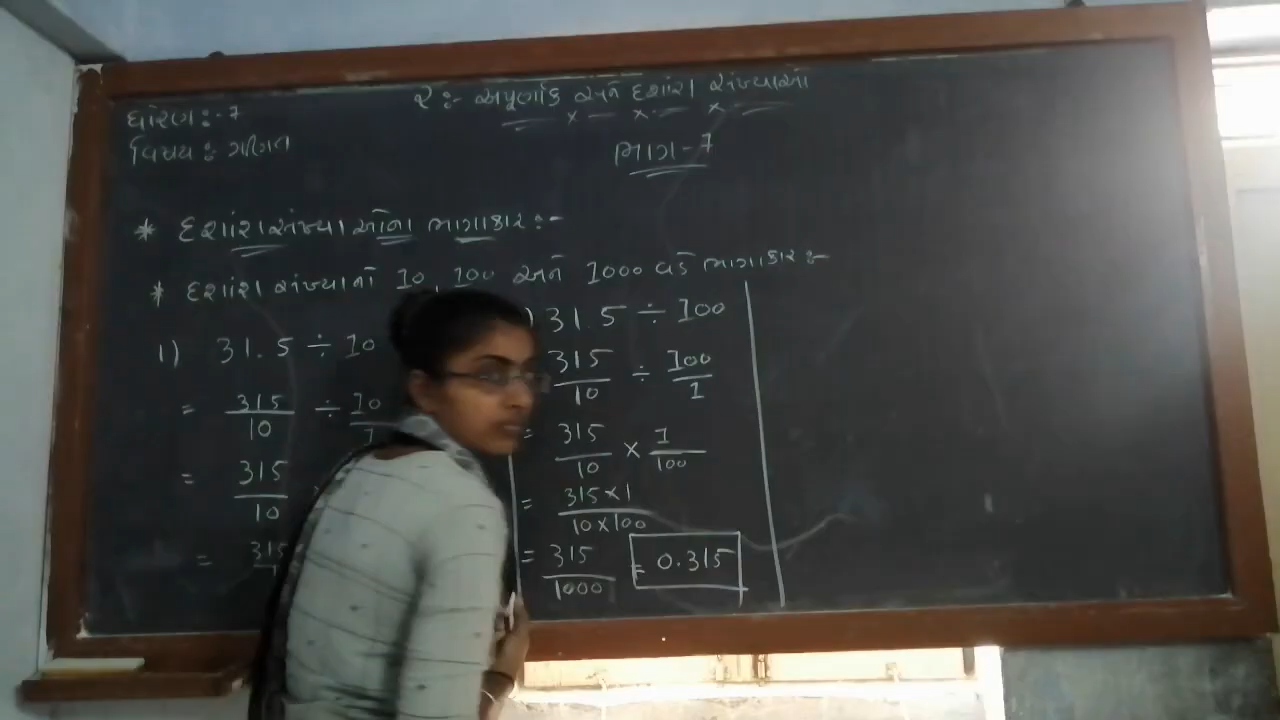 ધોરણ :- 7
વિષય : ગણિત
૨ :- અપૂર્ણાંક અને દશાંશ સંખ્યાઓ
ભાગ - 7
* દશાંશ સંખ્યાઓના ભાગાકાર :-
* દશાંશ સંખ્યાનો 10, 100 અને 1000 વડે ભાગાકાર :-
1) 31.5 ÷ 10
= 315/10 ÷ 10/1
= 315/10
= 315
) 31.5 ÷ 100
315/10 ÷ 100/1
= 315/10 × 1/100
= 315×1/10×100
= 315/1000 = 0.315